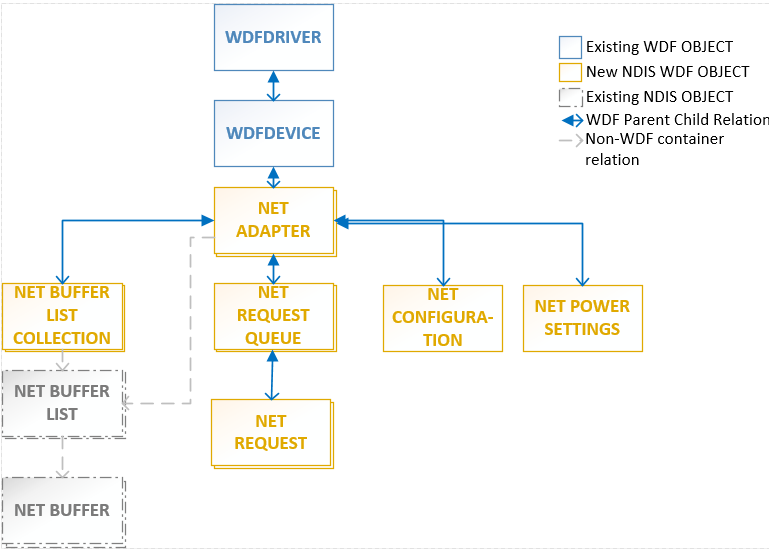 WDFDRIVER
Existing WDF OBJECT
New NDIS WDF OBJECT
Existing NDIS OBJECT
WDF Parent Child Relation
Non-WDF container
relation
WDFDEVICE
NET
ADAPTER
NET BUFFER
LIST
COLLECTION
NET
REQUEST
QUEUE
NET
CONFIGURA-
TION
NET POWER
SETTINGS
NET BUFFER
LIST
NET
REQUEST
NET BUFFER